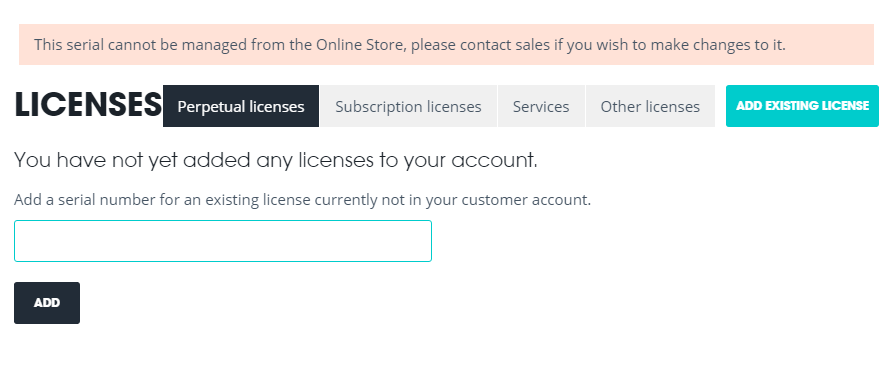 This serial cannot be managed from the Online Store, please contact sales if you wish to make changes to it.
LICENSES Perpetual licenses Subscription licenses Services Other licenses ADD EXISTING LICENSE
You have not yet added any licenses to your account.
Add a serial number for an existing license currently not in your customer account.
ADD